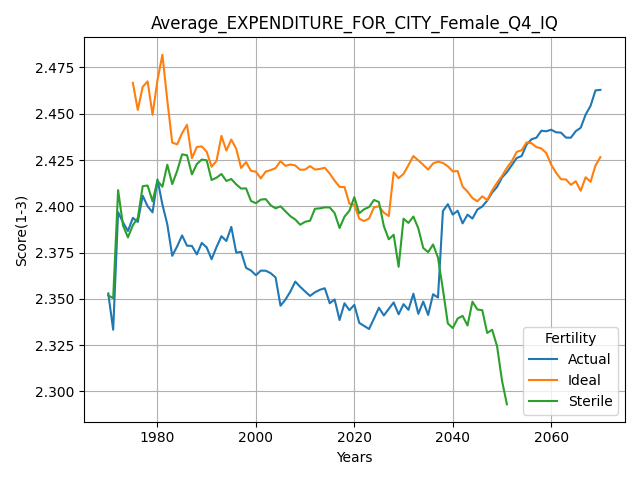 Average_EXPENDITURE_FOR_CITY_Female_Q4_IQ
Score(1-3)
2.475
2.450
2.425
2.400
2.375
2.350
2.325
2.300
Fertility
Actual
Ideal
Sterile
1980
2000
2020
2040
2060
Years